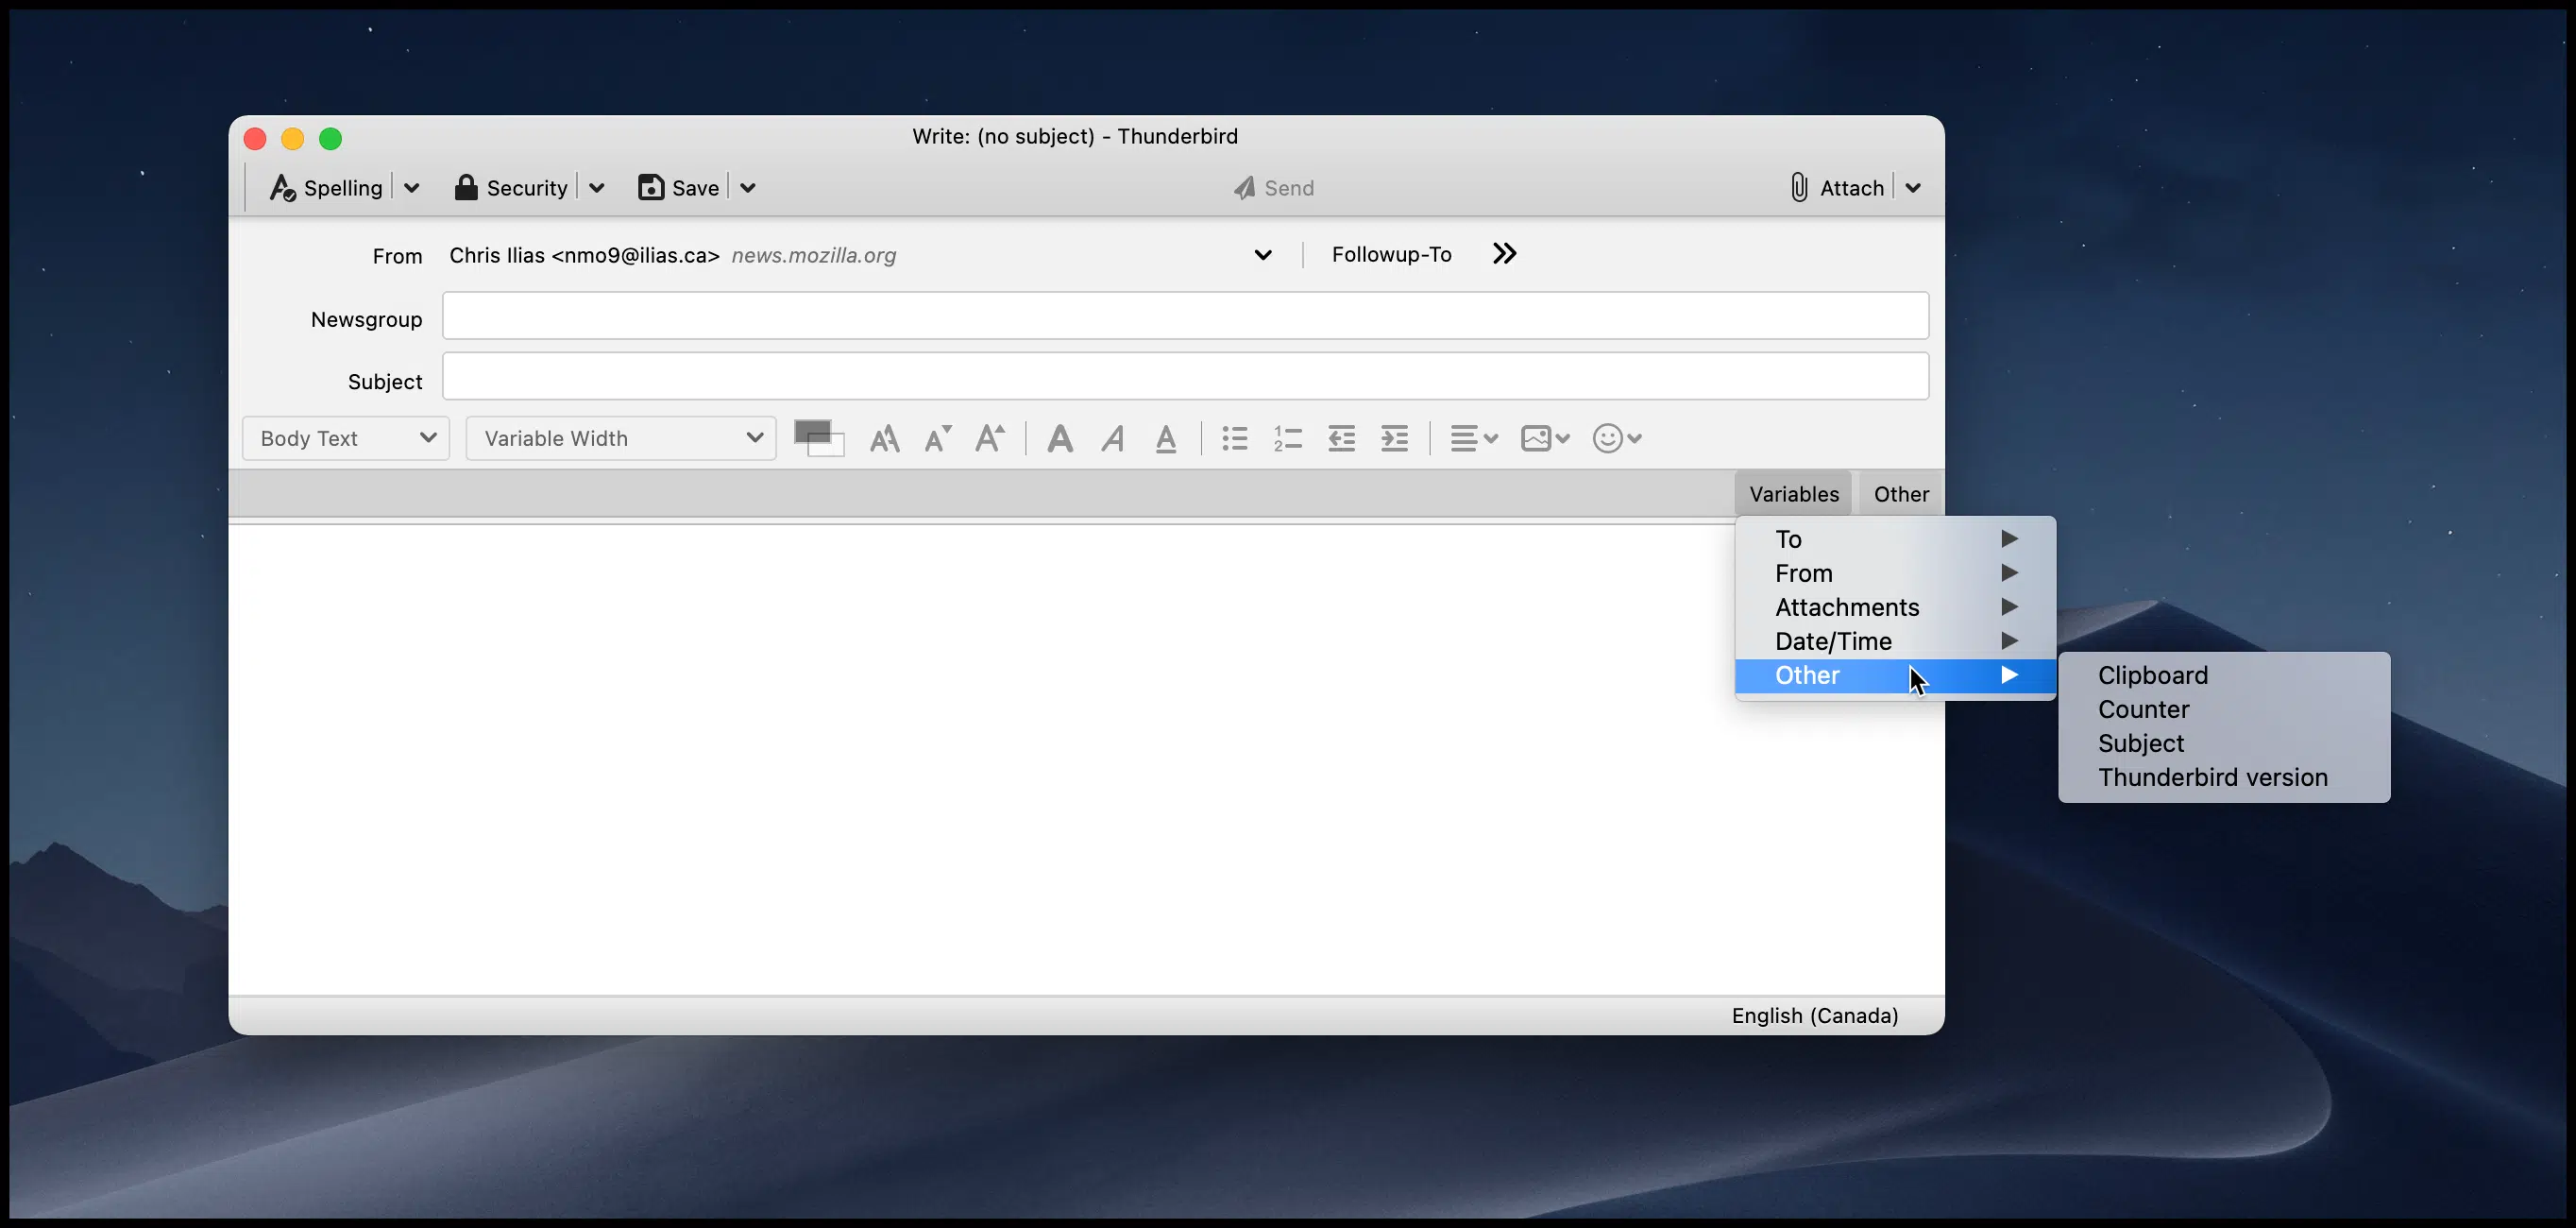 Write: (no subject) - Thunderbird
Spelling Security Save Send Attach
From Chris Ilias <nmo9@ilias.ca> news.mozilla.org Followup-To
Newsgroup
Subject
Body Text Variable Width
Variables Other
To
From
Attachments
Date/Time
Other
Clipboard
Counter
Subject
Thunderbird version
English (Canada)